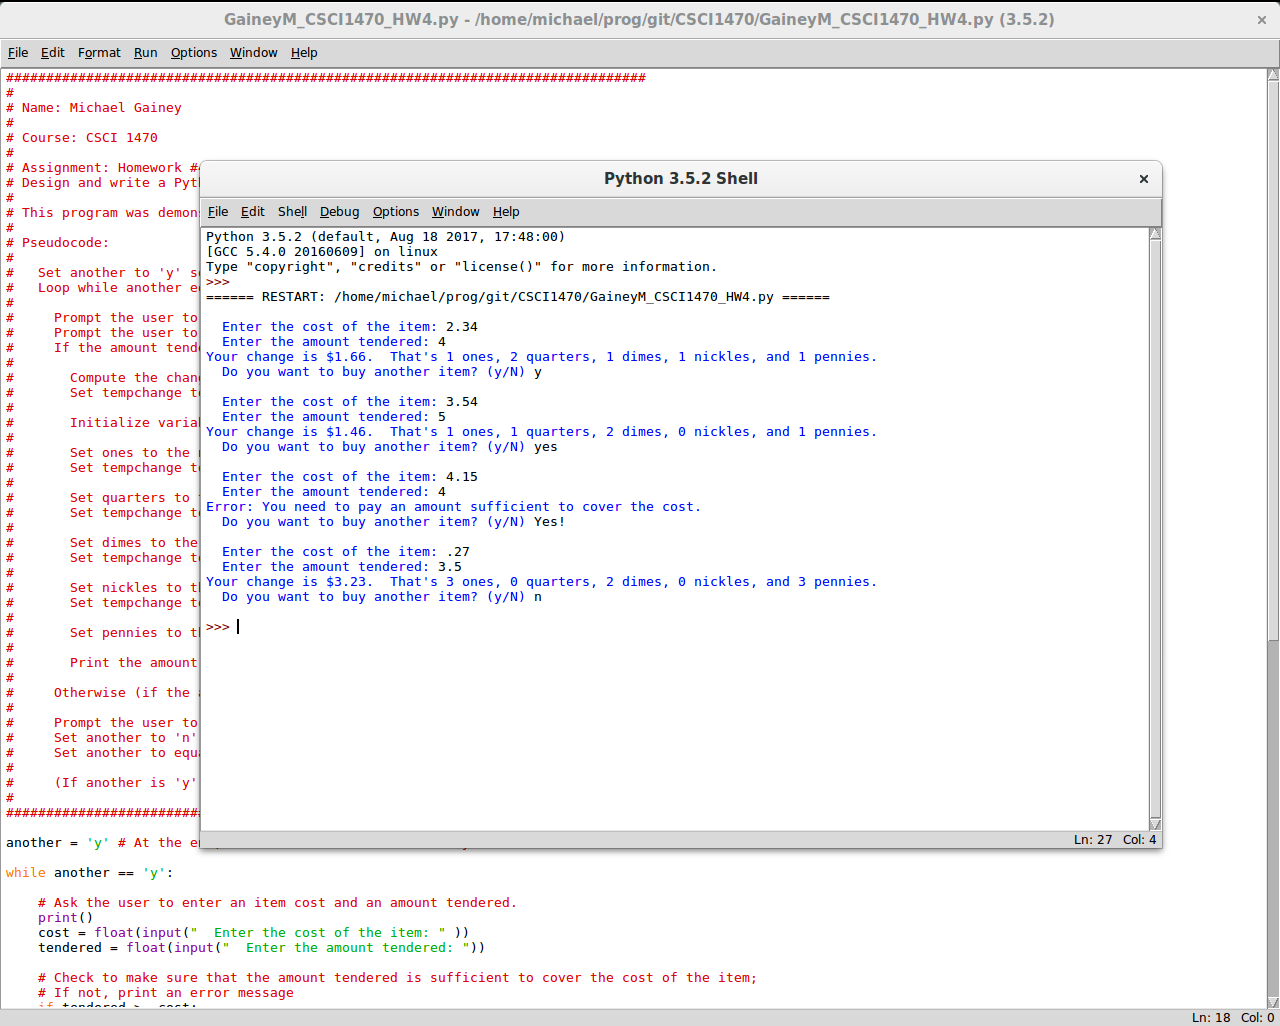 GaineyM_CSCI1470_HW4.py - /home/michael/prog/git/CSCI1470/GaineyM_CSCI1470_HW4.py (3.5.2)
File Edit Format Run Options Window Help
################################################################################
#
# Name: Michael Gainey
#
# Course: CSCI 1470
#
# Assignment: Homework #
# Design and write a Pyt
#
# This program was demon
#
# Pseudocode:
#
#   Set another to 'y' s
#   Loop while another e
#
#     Prompt the user to
#     Prompt the user to
#     If the amount tend
#
#       Compute the chan
#       Set tempchange t
#
#       Initialize varia
#
#       Set ones to the
#       Set tempchange t
#
#       Set quarters to
#       Set tempchange t
#
#       Set dimes to the
#       Set tempchange t
#
#       Set nickles to t
#       Set tempchange t
#
#       Set pennies to t
#
#       Print the amount
#
#     Otherwise (if the
#
#     Prompt the user to
#     Set another to 'n'
#     Set another to equ
#
#     (If another is 'y'
#
########################
another = 'y' # At the e
while another == 'y':
    # Ask the user to enter an item cost and an amount tendered.
    print()
    cost = float(input("  Enter the cost of the item: " ))
    tendered = float(input("  Enter the amount tendered: "))
    # Check to make sure that the amount tendered is sufficient to cover the cost of the item;
    # If not, print an error message
Ln: 18 Col: 0
Python 3.5.2 Shell
File Edit Shell Debug Options Window Help
Python 3.5.2 (default, Aug 18 2017, 17:48:00)
[GCC 5.4.0 20160609] on linux
Type "copyright", "credits" or "license()" for more information.
>>>
====== RESTART: /home/michael/prog/git/CSCI1470/GaineyM_CSCI1470_HW4.py ======
  Enter the cost of the item: 2.34
  Enter the amount tendered: 4
Your change is $1.66.  That's 1 ones, 2 quarters, 1 dimes, 1 nickles, and 1 pennies.
  Do you want to buy another item? (y/N) y
  Enter the cost of the item: 3.54
  Enter the amount tendered: 5
Your change is $1.46.  That's 1 ones, 1 quarters, 2 dimes, 0 nickles, and 1 pennies.
  Do you want to buy another item? (y/N) yes
  Enter the cost of the item: 4.15
  Enter the amount tendered: 4
Error: You need to pay an amount sufficient to cover the cost.
  Do you want to buy another item? (y/N) Yes!
  Enter the cost of the item: .27
  Enter the amount tendered: 3.5
Your change is $3.23.  That's 3 ones, 0 quarters, 2 dimes, 0 nickles, and 3 pennies.
  Do you want to buy another item? (y/N) n
>>>
Ln: 27 Col: 4